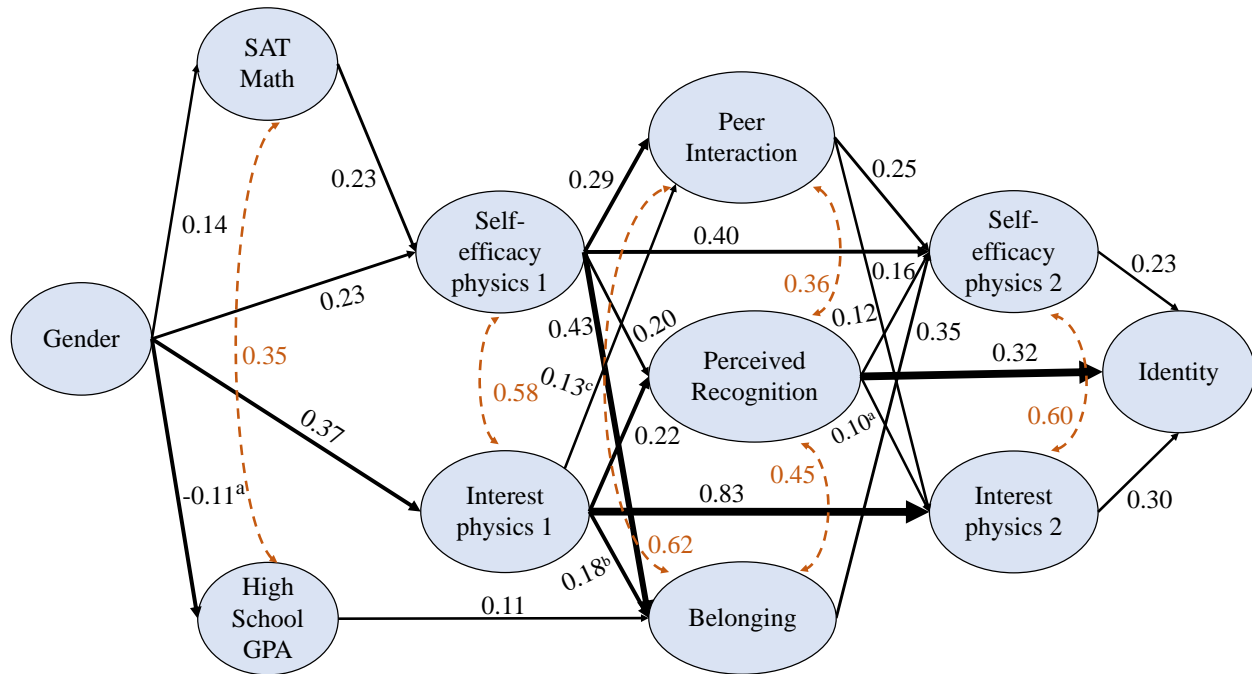 SAT
Math
Peer
Interaction
0.29
0.25
0.23
0.14
Self-
efficacy
physics 1
0.40
Self-
efficacy
physics 2
0.23
0.16
0.36
0.23
0.43
0.20
0.12
0.35
Gender
0.35
0.32
Perceived
Recognition
Identity
0.58
0.13ᶜ
0.10ᵃ
0.60
0.37
0.22
0.45
-0.11ᵃ
Interest
physics 1
0.83
Interest
physics 2
0.30
0.62
0.18ᵇ
High
School
GPA
0.11
Belonging